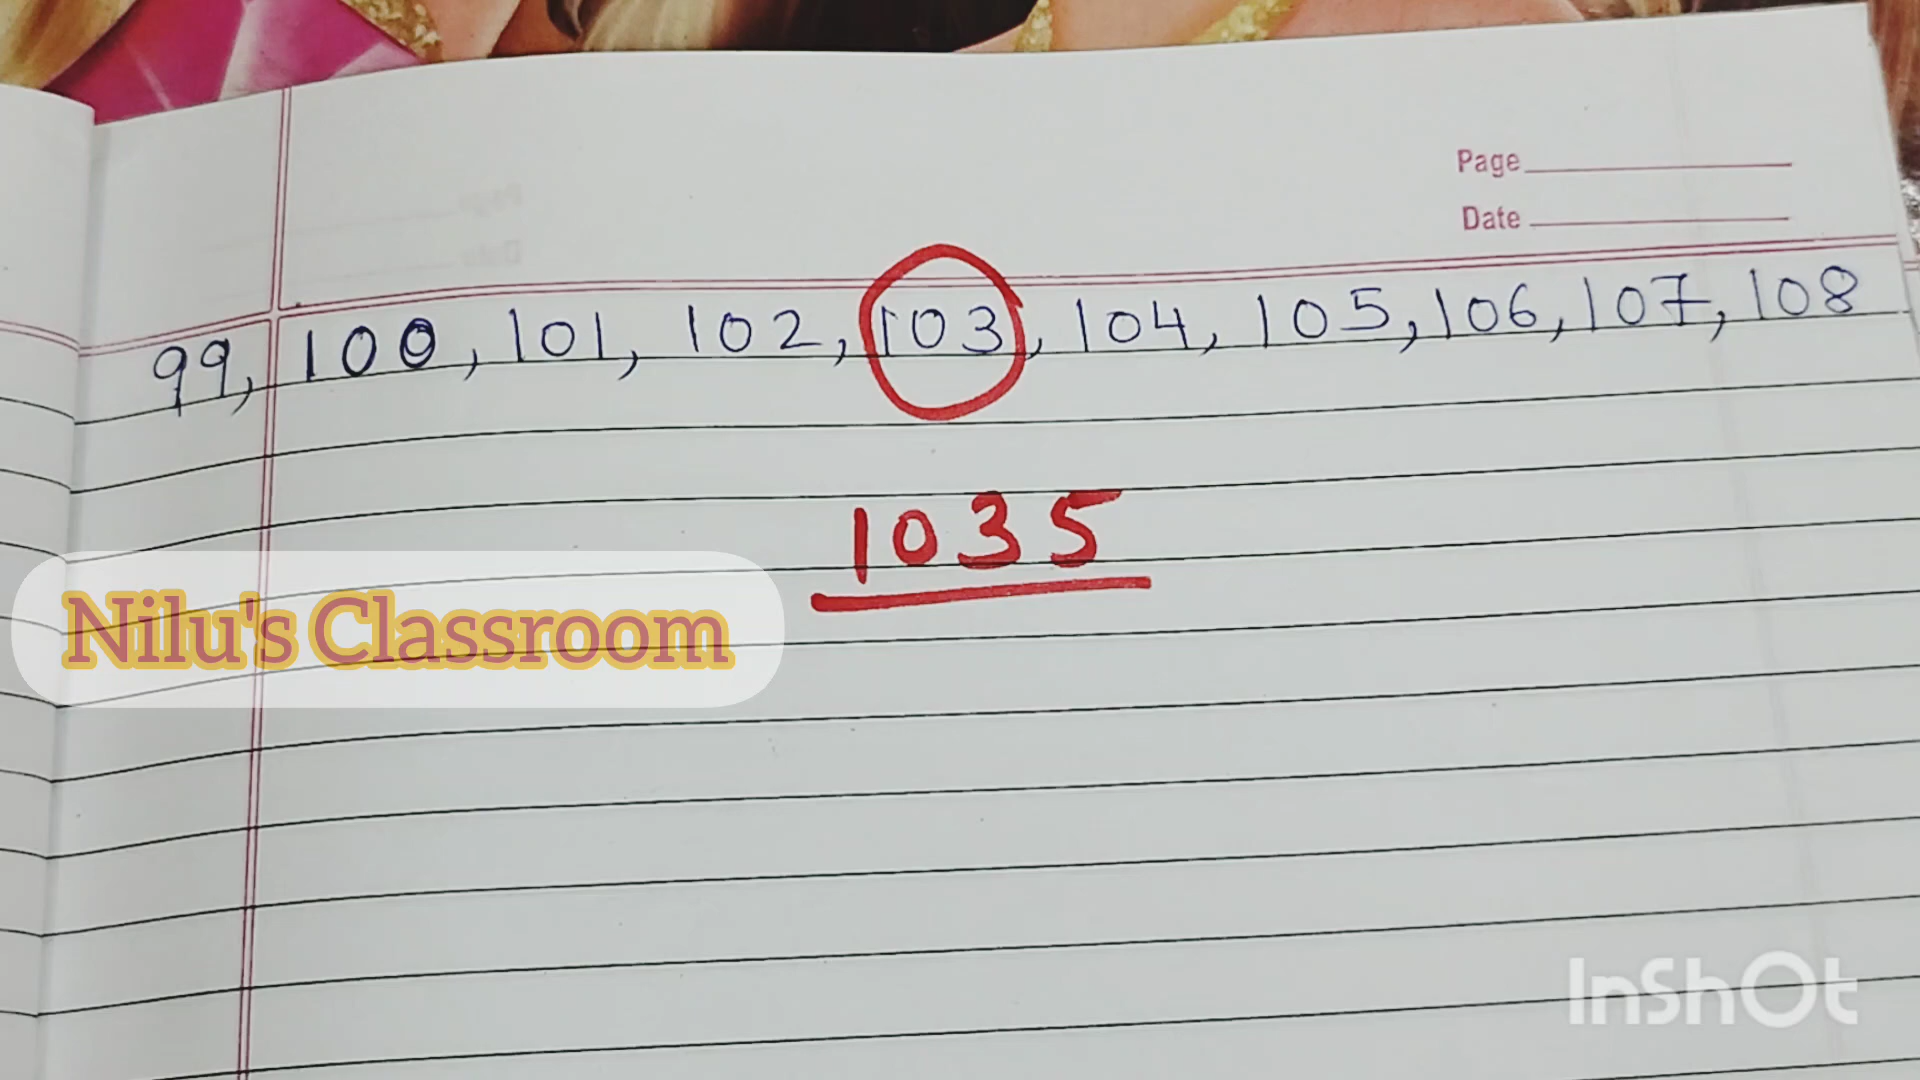 Page
Date
99, 100, 101, 102, 103, 104, 105, 106, 107, 108
1035
Nilu's Classroom
InShOt